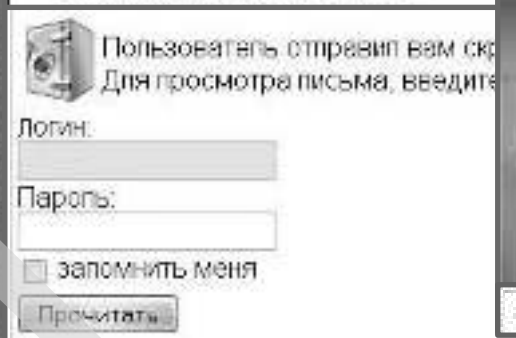 Пользователь отправил вам
Для просмотра письма, введите
Логин:
Пароль:
запомнить меня
Прочитать